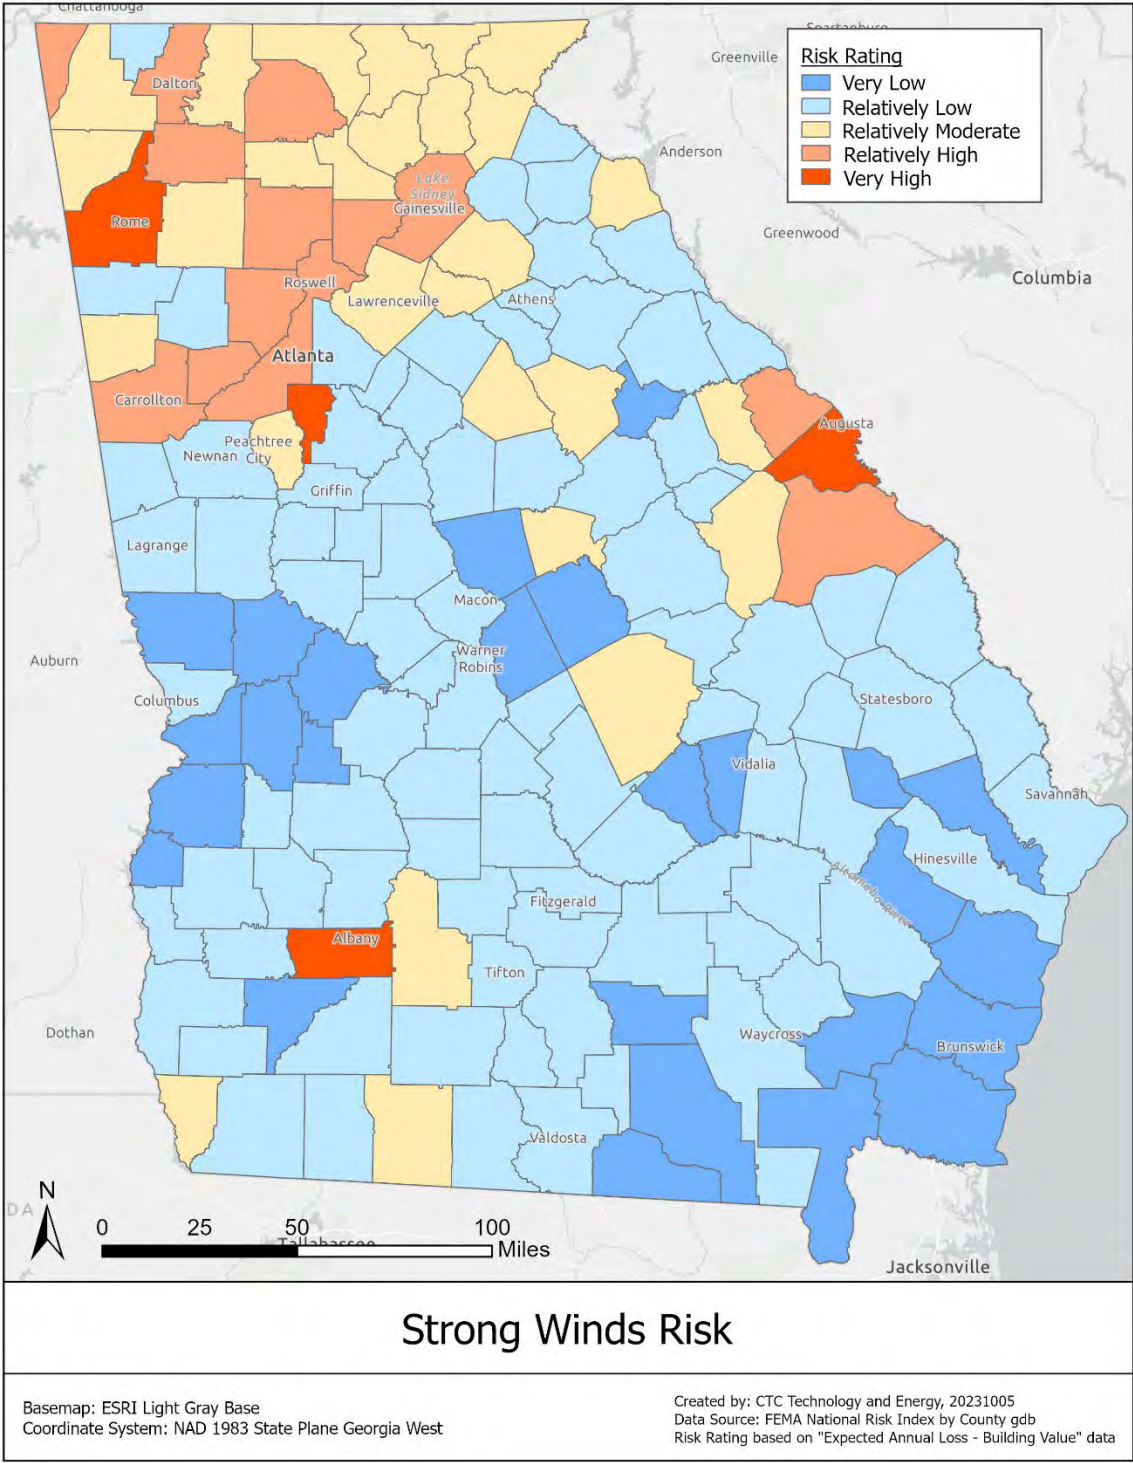 Chattanooga
Spartanburg
Greenville
Risk Rating
Very Low
Relatively Low
Relatively Moderate
Relatively High
Very High
Dalton
Anderson
Lake
Sidney
Gainesville
Rome
Greenwood
Columbia
Roswell
Lawrenceville
Athens
Atlanta
Carrollton
Augusta
Peachtree
City
Newnan
Griffin
Lagrange
Macon
Auburn
Warner
Robins
Columbus
Statesboro
Vidalia
Savannah
Hinesville
Fitzgerald
Albany
Tifton
Dothan
Waycross
Brunswick
Valdosta
N
DA
0 25 50 100
Miles
Tallahassee
Jacksonville
Strong Winds Risk
Basemap: ESRI Light Gray Base
Coordinate System: NAD 1983 State Plane Georgia West
Created by: CTC Technology and Energy, 20231005
Data Source: FEMA National Risk Index by County gdb
Risk Rating based on "Expected Annual Loss - Building Value" data